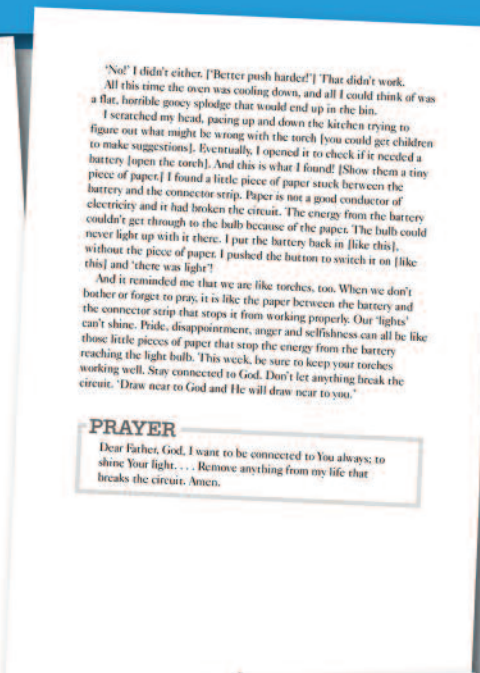 'No!' I didn't either. ['Better push harder!'] That didn't work.
All this time the oven was cooling down, and all I could think of was
a flat, horrible gooey splodge that would end up in the bin.
I scratched my head, pacing up and down the kitchen trying to
figure out what might be wrong with the torch [you could get children
to make suggestions]. Eventually, I opened it to check if it needed a
battery [open the torch]. And this is what I found! [Show them a tiny
piece of paper.] I found a little piece of paper stuck between the
battery and the connector strip. Paper is not a good conductor of
electricity and it had broken the circuit. The energy from the battery
couldn't get through to the bulb because of the paper. The bulb could
never light up with it there. I put the battery back in [like this],
without the piece of paper. I pushed the button to switch it on [like
this] and 'there was light'!
And it reminded me that we are like torches, too. When we don't
bother or forget to pray, it is like the paper between the battery and
the connector strip that stops it from working properly. Our 'lights'
can't shine. Pride, disappointment, anger and selfishness can all be like
those little pieces of paper that stop the energy from the battery
reaching the light bulb. This week, be sure to keep your torches
working well. Stay connected to God. Don't let anything break the
circuit. 'Draw near to God and He will draw near to you.'
PRAYER
Dear Father, God, I want to be connected to You always; to
shine Your light. . . . Remove anything from my life that
breaks the circuit. Amen.